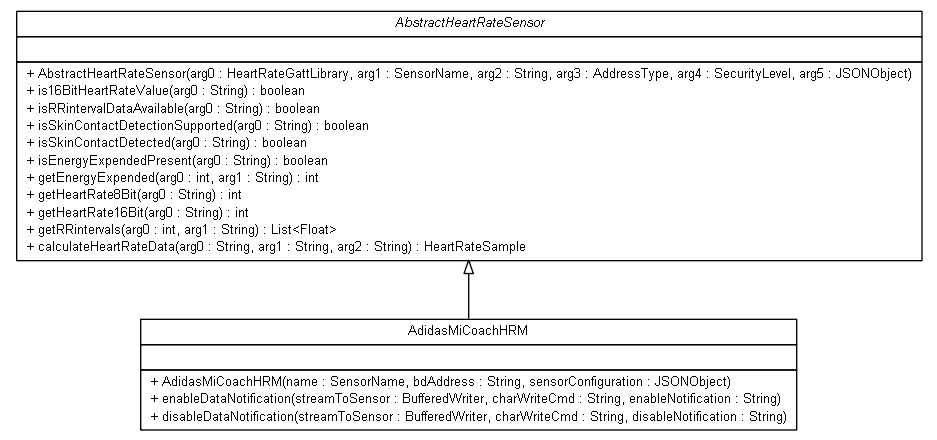 AbstractHeartRateSensor
+ AbstractHeartRateSensor(arg0 : HeartRateGattLibrary, arg1 : SensorName, arg2 : String, arg3 : AddressType, arg4 : SecurityLevel, arg5 : JSONObject)
+ is16BitHeartRateValue(arg0 : String) : boolean
+ isRRintervalDataAvailable(arg0 : String) : boolean
+ isSkinContactDetectionSupported(arg0 : String) : boolean
+ isSkinContactDetected(arg0 : String) : boolean
+ isEnergyExpendedPresent(arg0 : String) : boolean
+ getEnergyExpended(arg0 : int, arg1 : String) : int
+ getHeartRate8Bit(arg0 : String) : int
+ getHeartRate16Bit(arg0 : String) : int
+ getRRintervals(arg0 : int, arg1 : String) : List<Float>
+ calculateHeartRateData(arg0 : String, arg1 : String, arg2 : String) : HeartRateSample
AdidasMiCoachHRM
+ AdidasMiCoachHRM(name : SensorName, bdAddress : String, sensorConfiguration : JSONObject)
+ enableDataNotification(streamToSensor : BufferedWriter, charWriteCmd : String, enableNotification : String)
+ disableDataNotification(streamToSensor : BufferedWriter, charWriteCmd : String, disableNotification : String)